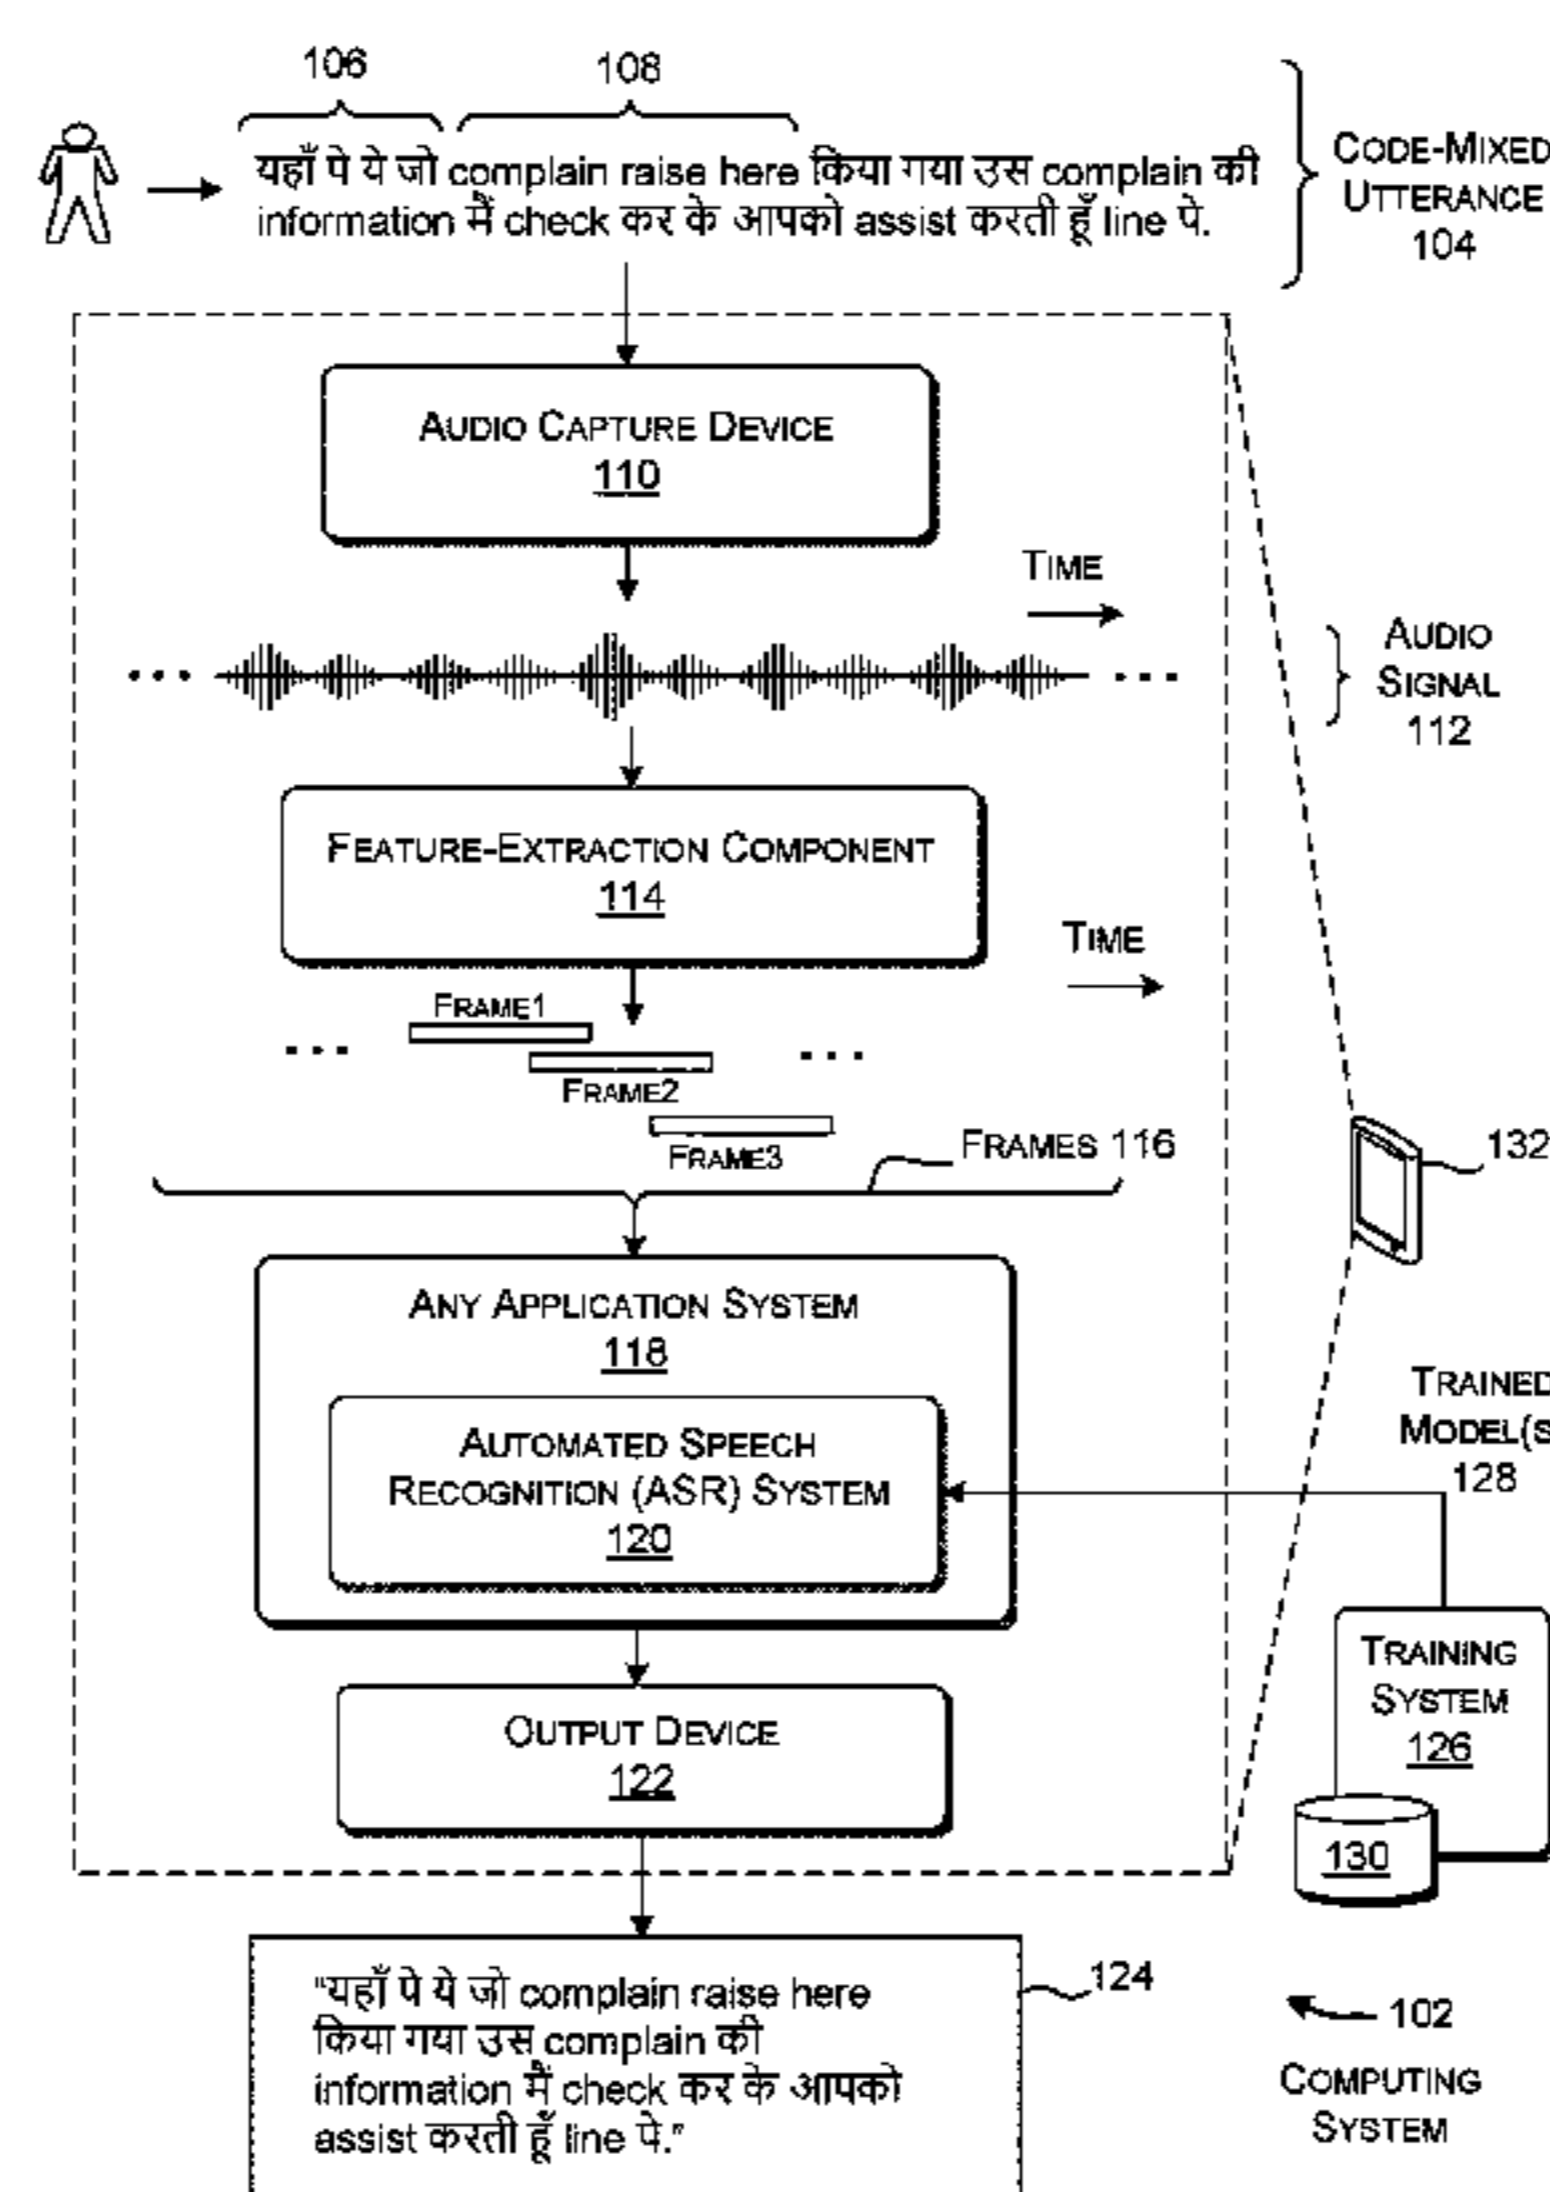 106
108
यहाँ पे ये जो complain raise here किया गया उस complain की
information मैं check कर के आपको assist करती हूँ line पे.
CODE-MIXED
UTTERANCE
104
AUDIO CAPTURE DEVICE
110
TIME
AUDIO
SIGNAL
112
FEATURE-EXTRACTION COMPONENT
114
TIME
FRAME1
FRAME2
FRAME3
FRAMES 116
132
ANY APPLICATION SYSTEM
118
AUTOMATED SPEECH
RECOGNITION (ASR) SYSTEM
120
TRAINED
MODEL(S
128
TRAINING
SYSTEM
126
130
OUTPUT DEVICE
122
"यहाँ पे ये जो complain raise here
किया गया उस complain की
information मैं check कर के आपको
assist करती हूँ line पे."
124
102
COMPUTING
SYSTEM